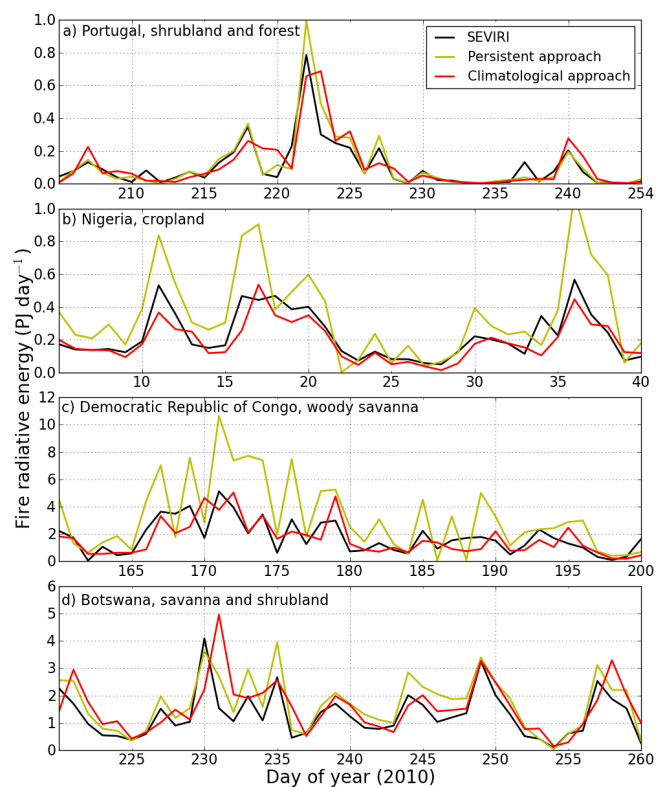 1.0
a) Portugal, shrubland and forest
SEVIRI
Persistent approach
Climatological approach
0.8
0.6
0.4
0.2
0.0
210 215 220 225 230 235 240 254
1.0
b) Nigeria, cropland
0.8
0.6
0.4
0.2
0.0
10 15 20 25 30 35 40
Fire radiative energy (PJ day⁻¹)
12
c) Democratic Republic of Congo, woody savanna
10
8
6
4
2
0
165 170 175 180 185 190 195 200
6
d) Botswana, savanna and shrubland
5
4
3
2
1
0
225 230 235 240 245 250 255 260
Day of year (2010)